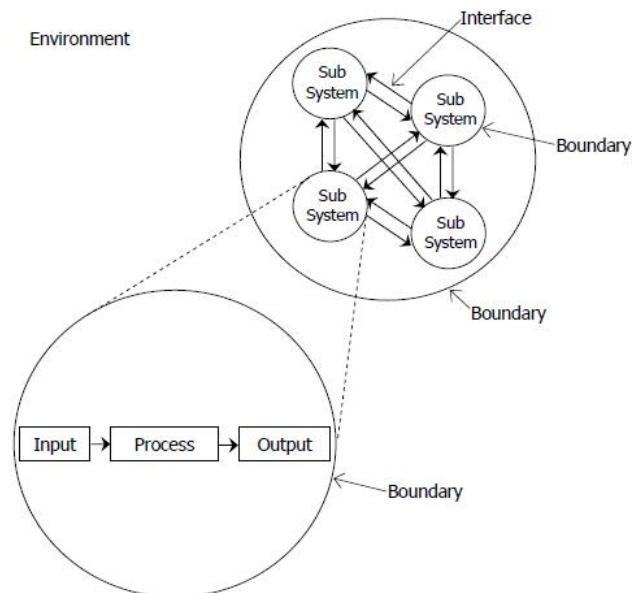 Interface
Environment
Sub
System
Sub
System
Boundary
Sub
System
Sub
System
Boundary
Input
Process
Output
Boundary